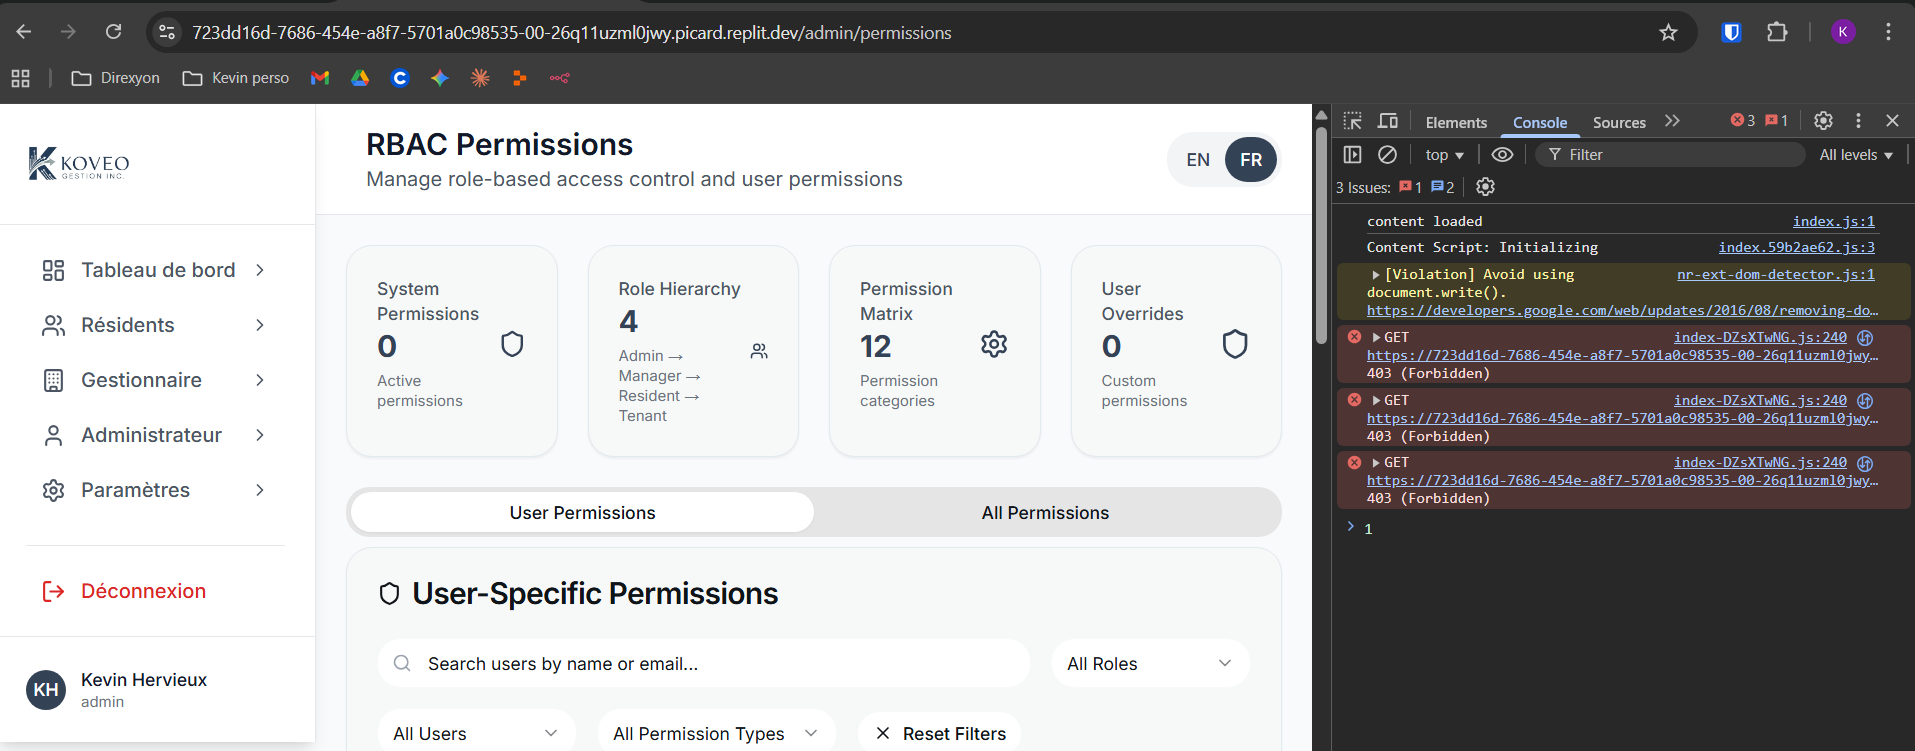 723dd16d-7686-454e-a8f7-5701a0c98535-00-26q11uzml0jwy.picard.replit.dev/admin/permissions
K
Direxyon
Kevin perso
KOVEO
GESTION INC.
Tableau de bord
Résidents
Gestionnaire
Administrateur
Paramètres
Déconnexion
KH
Kevin Hervieux
admin
RBAC Permissions
Manage role-based access control and user permissions
EN
FR
System
Permissions
0
Active
permissions
Role Hierarchy
4
Admin →
Manager →
Resident →
Tenant
Permission
Matrix
12
Permission
categories
User
Overrides
0
Custom
permissions
User Permissions
All Permissions
User-Specific Permissions
Search users by name or email...
All Roles
All Users
All Permission Types
Reset Filters
Elements
Console
Sources
3
1
top
Filter
All levels
3 Issues:
1
2
content loaded
index.js:1
Content Script: Initializing
index.59b2ae62.js:3
[Violation] Avoid using
nr-ext-dom-detector.js:1
document.write().
https://developers.google.com/web/updates/2016/08/removing-do…
GET
index-DZsXTwNG.js:240
https://723dd16d-7686-454e-a8f7-5701a0c98535-00-26q11uzml0jwy…
403 (Forbidden)
GET
index-DZsXTwNG.js:240
https://723dd16d-7686-454e-a8f7-5701a0c98535-00-26q11uzml0jwy…
403 (Forbidden)
GET
index-DZsXTwNG.js:240
https://723dd16d-7686-454e-a8f7-5701a0c98535-00-26q11uzml0jwy…
403 (Forbidden)
1